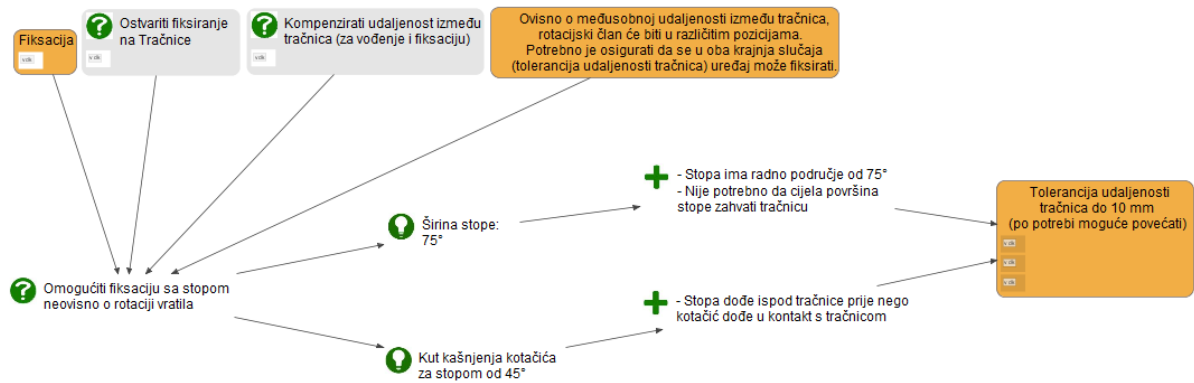 Fiksacija
Ostvariti fiksiranje
na Tračnice
Kompenzirati udaljenost između
tračnica (za vođenje i fiksaciju)
Ovisno o međusobnoj udaljenosti između tračnica,
rotacijski član će biti u različitim pozicijama.
Potrebno je osigurati da se u oba krajnja slučaja
(tolerancija udaljenosti tračnica) uređaj može fiksirati.
- Stopa ima radno područje od 75°
- Nije potrebno da cijela površina
stope zahvati tračnicu
Širina stope:
75°
Tolerancija udaljenosti
tračnica do 10 mm
(po potrebi moguće povećati)
Omogućiti fiksaciju sa stopom
neovisno o rotaciji vratila
- Stopa dođe ispod tračnice prije nego
kotačić dođe u kontakt s tračnicom
Kut kašnjenja kotačića
za stopom od 45°